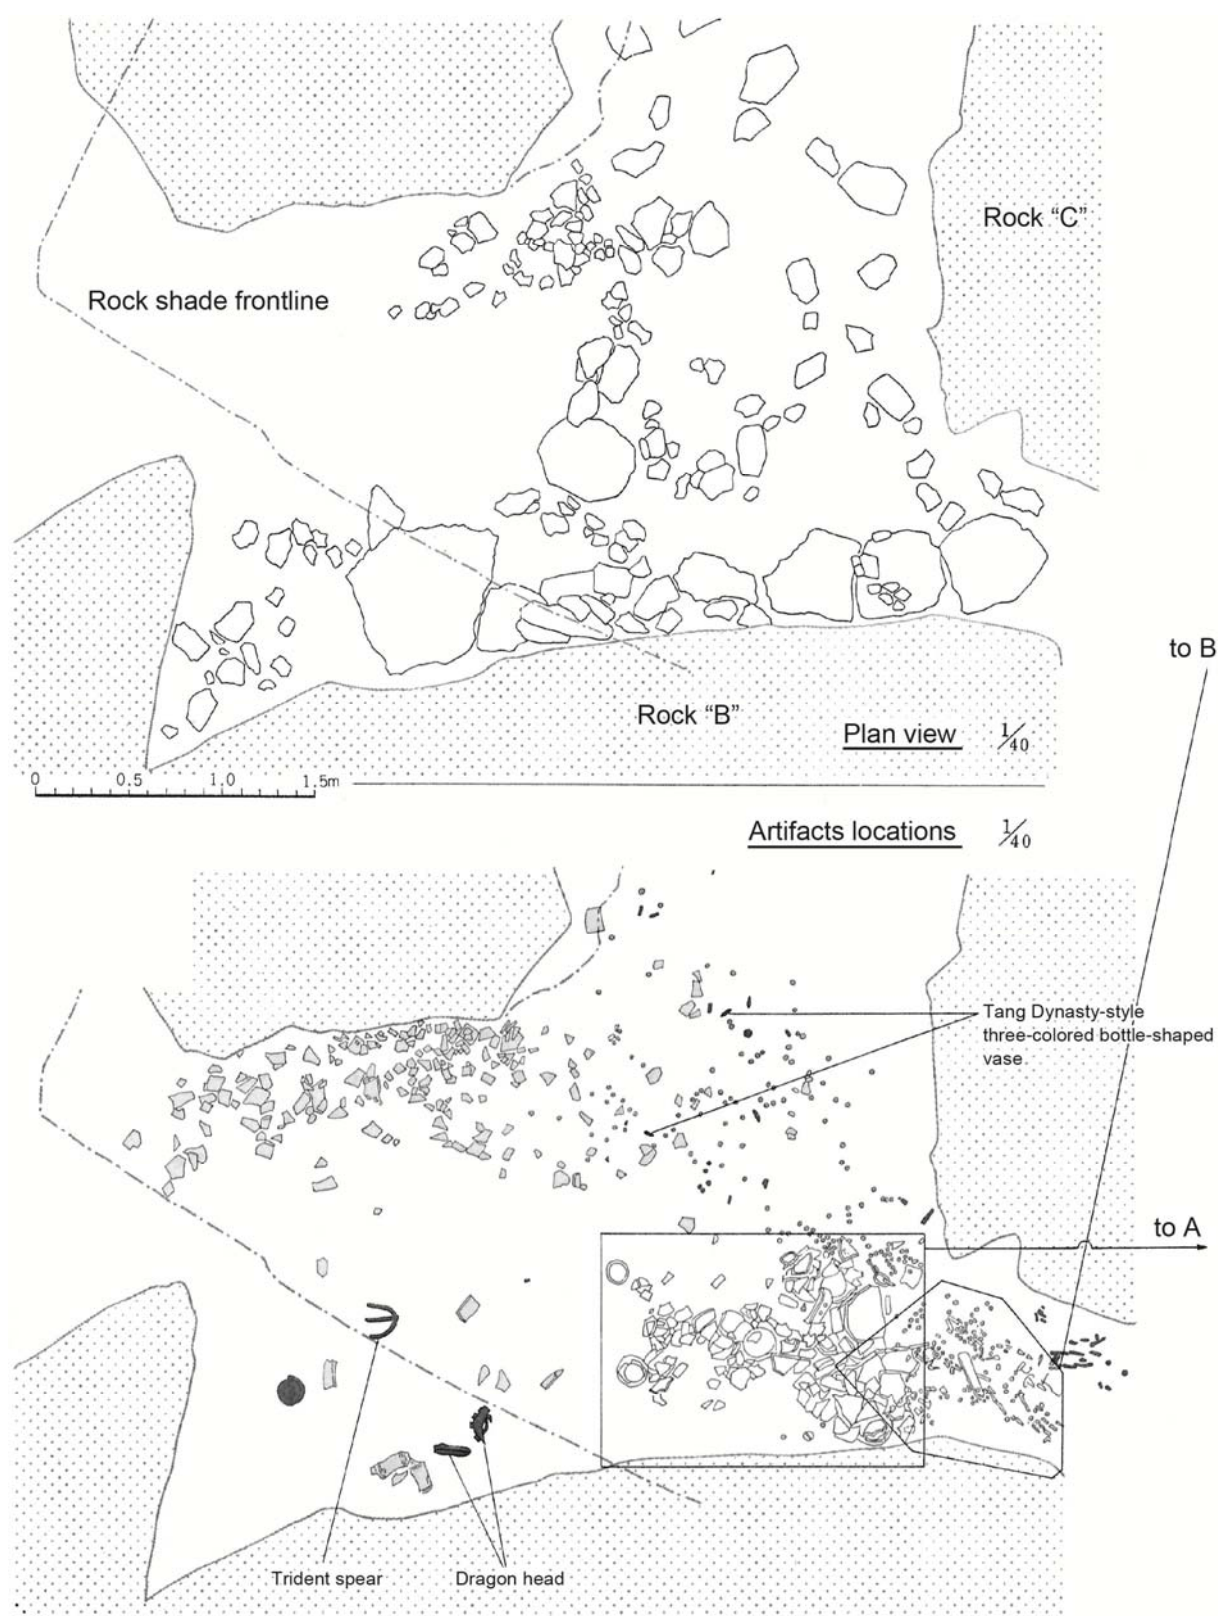 Rock “C”
Rock shade frontline
to B
Rock “B”
Plan view 1/40
0 0.5 1.0 1.5m
Artifacts locations 1/40
Tang Dynasty-style
three-colored bottle-shaped
vase
to A
Trident spear
Dragon head